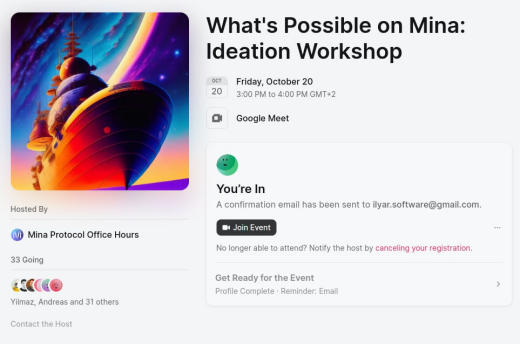 What's Possible on Mina:
Ideation Workshop
OCT
20
Friday, October 20
3:00 PM to 4:00 PM GMT+2
Google Meet
You're In
A confirmation email has been sent to ilyar.software@gmail.com.
Join Event
No longer able to attend? Notify the host by canceling your registration.
Get Ready for the Event
Profile Complete · Reminder: Email
Hosted By
Mina Protocol Office Hours
33 Going
Yilmaz, Andreas and 31 others
Contact the Host